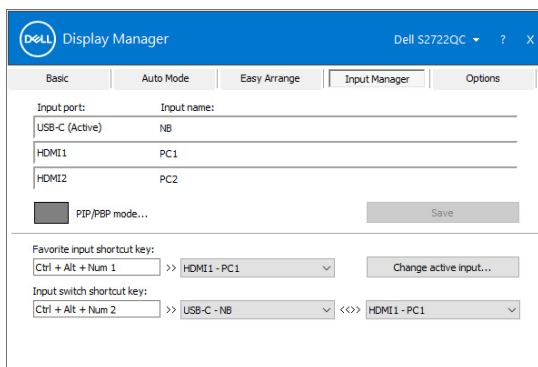 DELL Display Manager Dell S2722QC ? X
Basic Auto Mode Easy Arrange Input Manager Options
Input port: Input name:
USB-C (Active) NB
HDMI1 PC1
HDMI2 PC2
PIP/PBP mode... Save
Favorite input shortcut key:
Ctrl + Alt + Num 1 >> HDMI1 - PC1 Change active input...
Input switch shortcut key:
Ctrl + Alt + Num 2 >> USB-C - NB <<>> HDMI1 - PC1